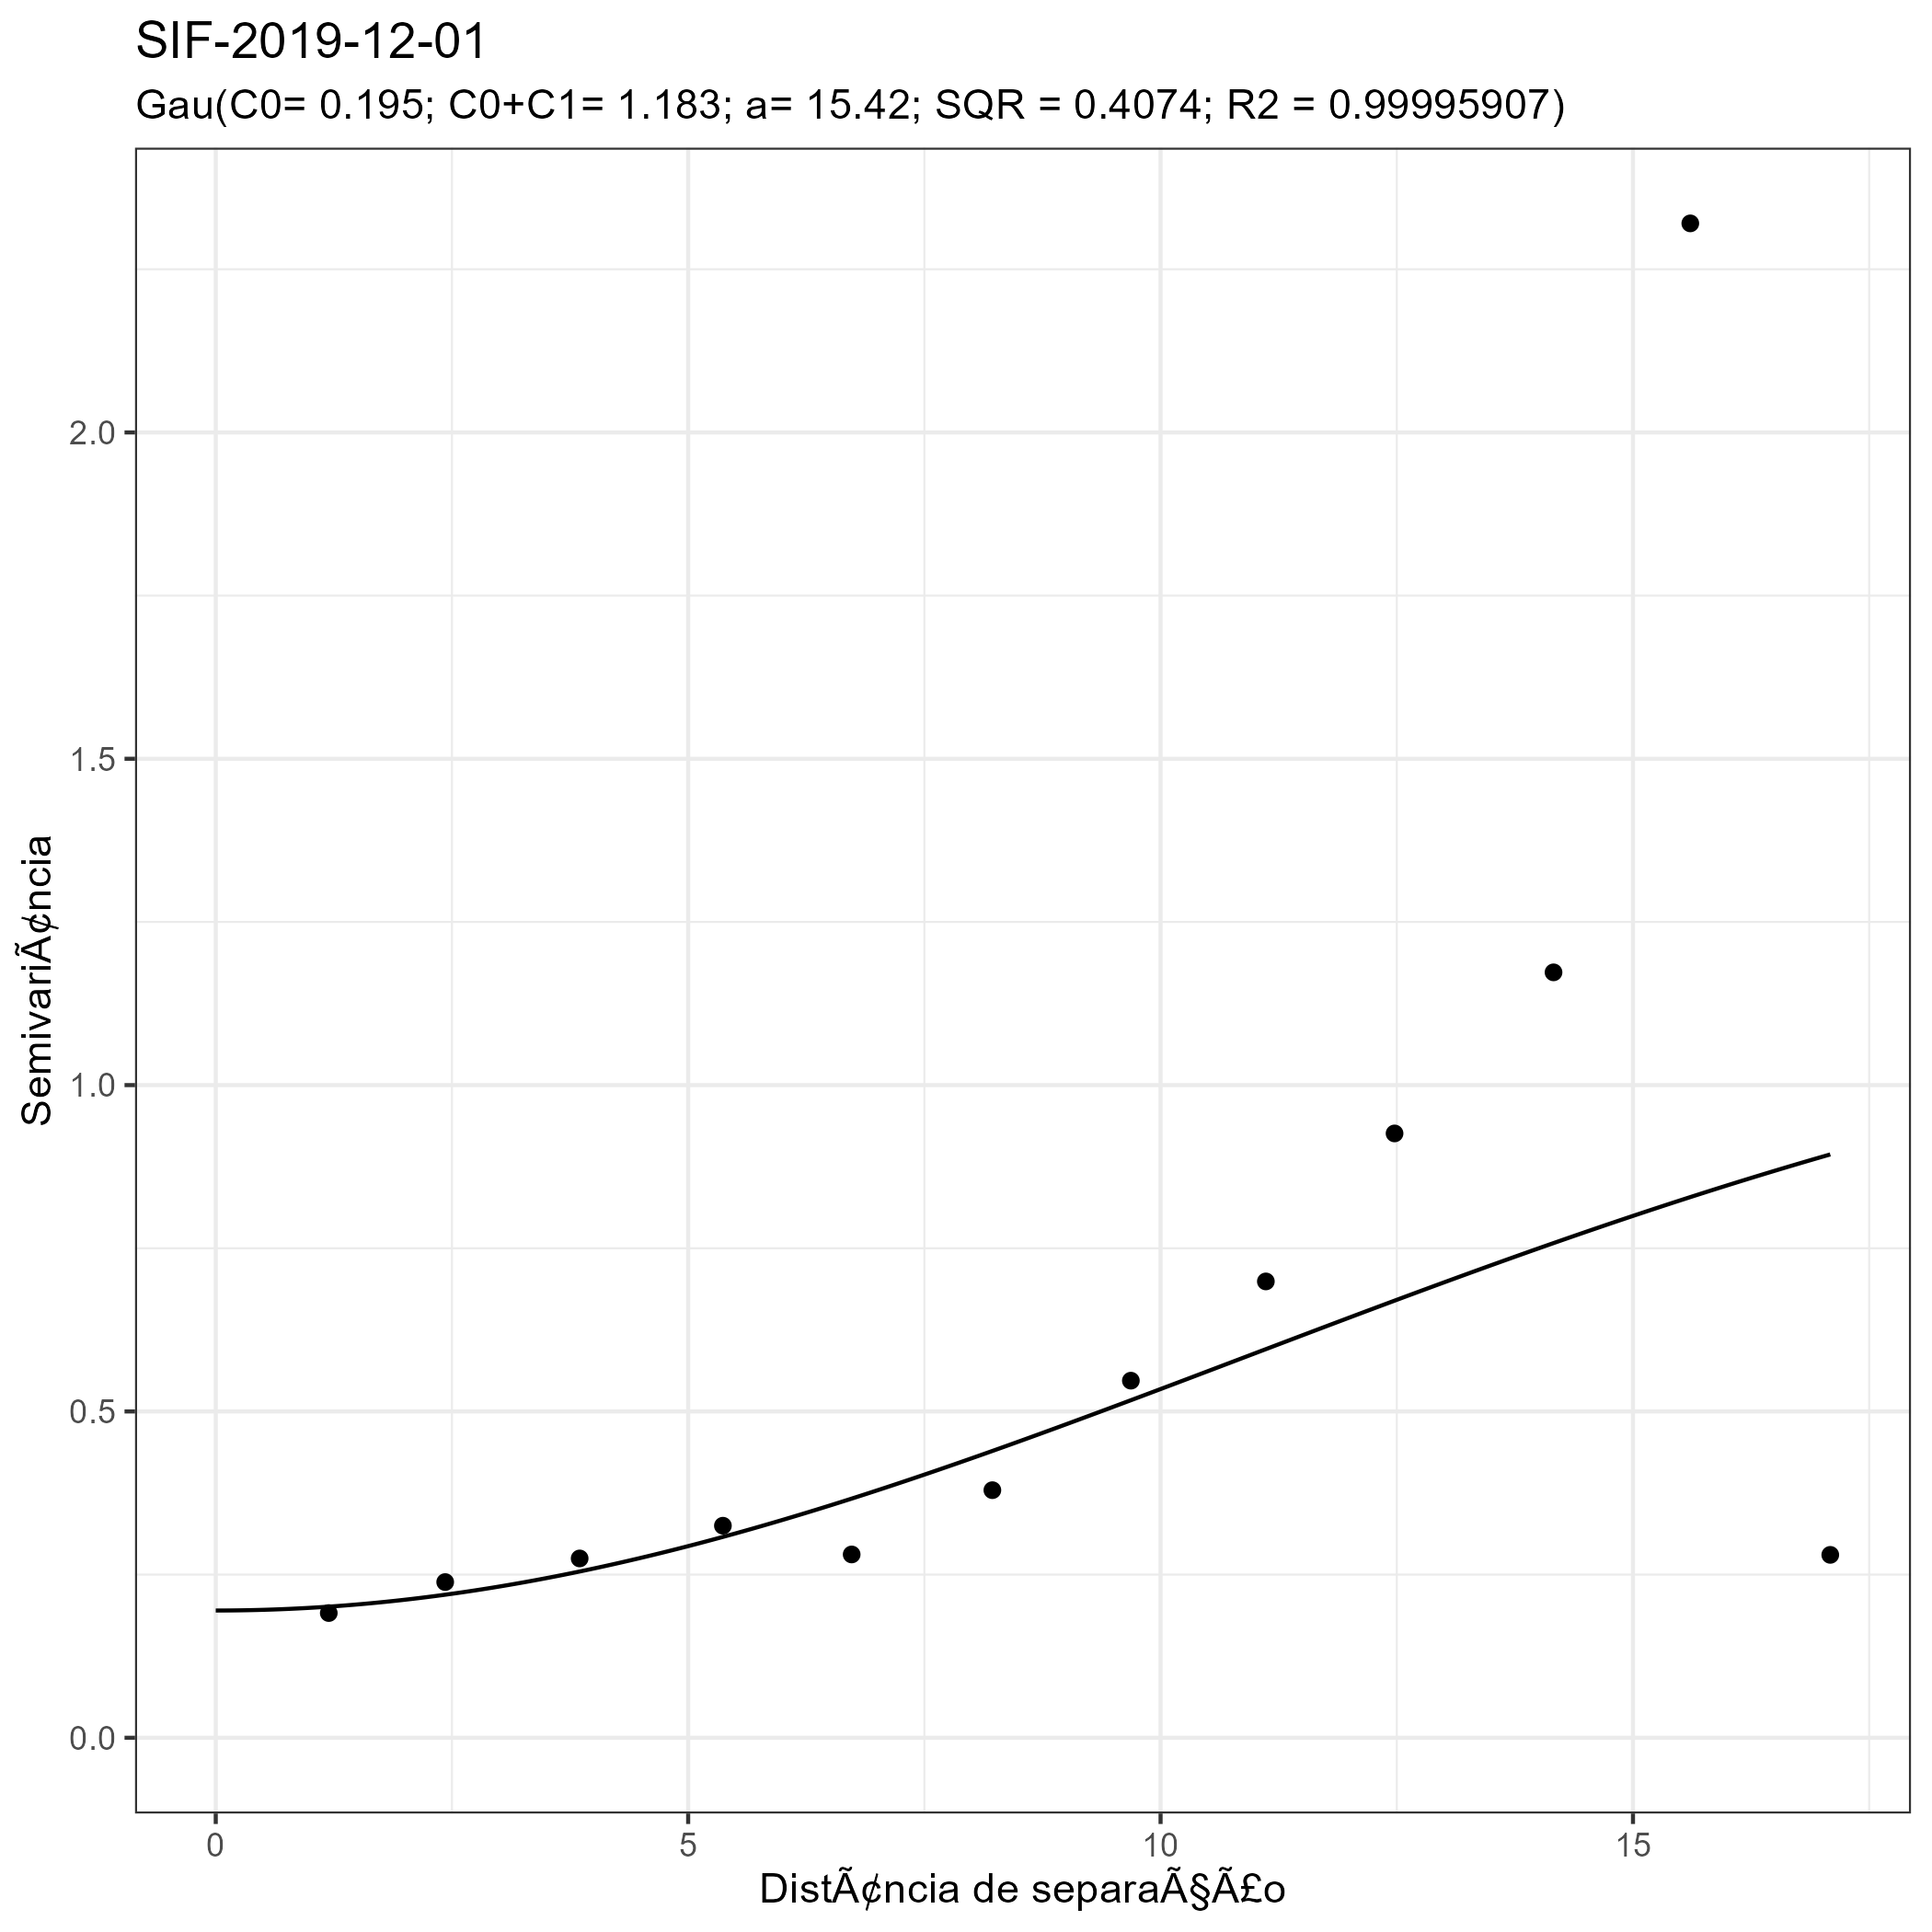 SIF-2019-12-01
Gau(C0= 0.195; C0+C1= 1.183; a= 15.42; SQR = 0.4074; R2 = 0.99995907)
2.0
1.5
1.0
0.5
0.0
SemivariÃ¢ncia
0 5 10 15
DistÃ¢ncia de separaÃ§Ã£o